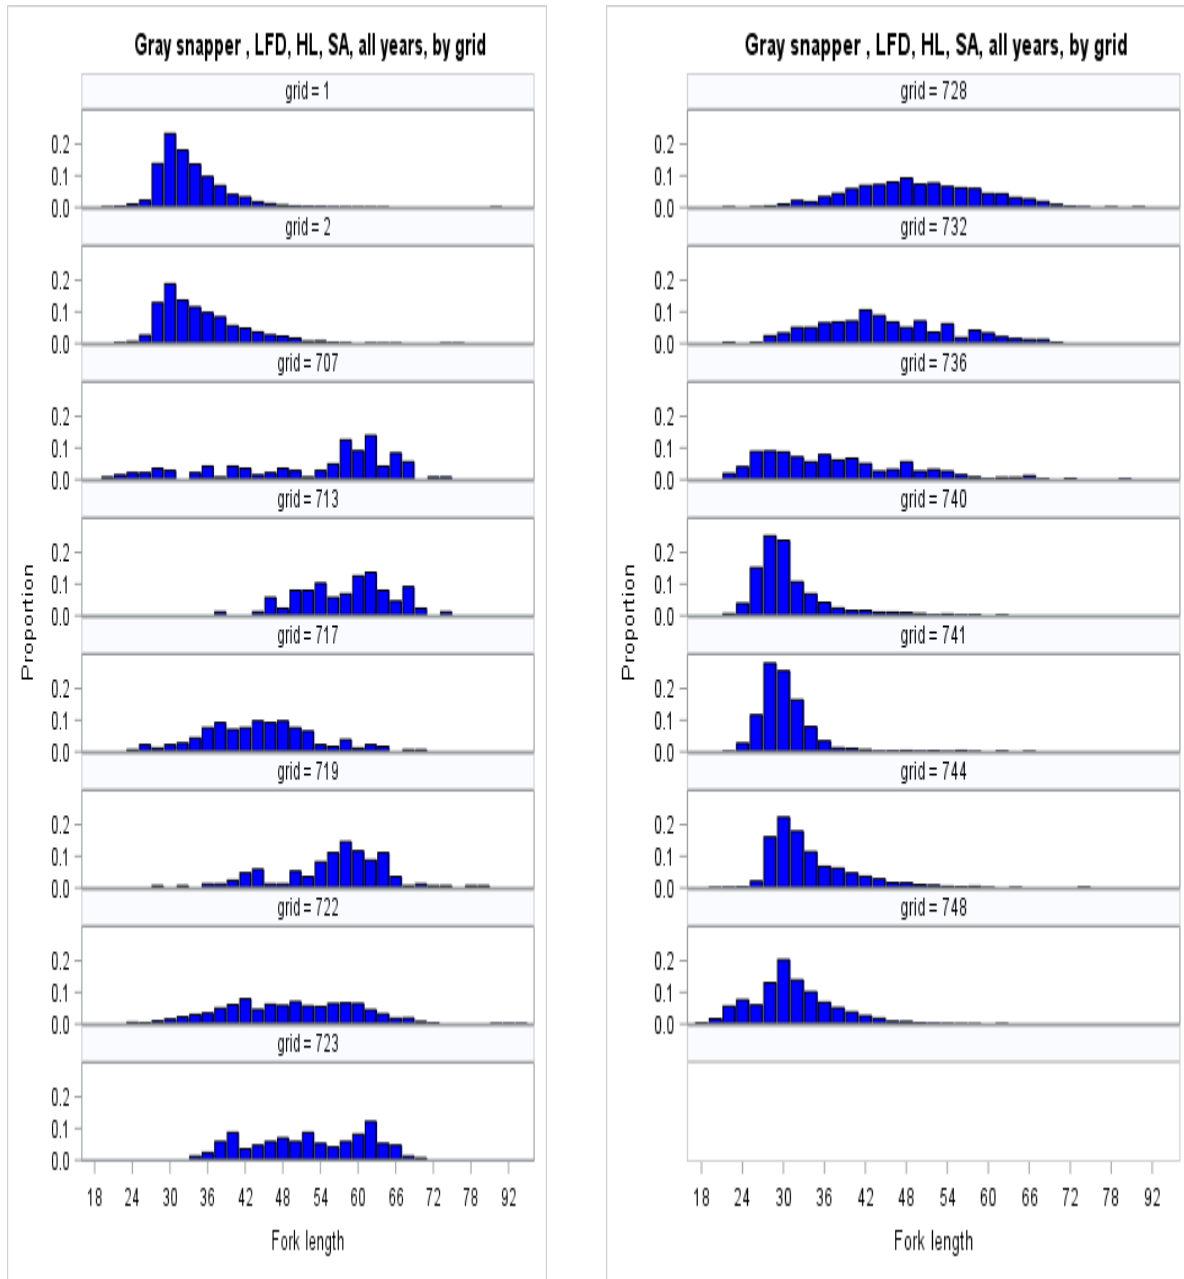 Gray snapper , LFD, HL, SA, all years, by grid
grid = 1
0.2
0.1
0.0
grid = 2
0.2
0.1
0.0
grid = 707
0.2
0.1
0.0
grid = 713
0.2
0.1
0.0
grid = 717
0.2
0.1
0.0
grid = 719
0.2
0.1
0.0
grid = 722
0.2
0.1
0.0
grid = 723
0.2
0.1
0.0
Proportion
18 24 30 36 42 48 54 60 66 72 78 92
Fork length
Gray snapper , LFD, HL, SA, all years, by grid
grid = 728
0.2
0.1
0.0
grid = 732
0.2
0.1
0.0
grid = 736
0.2
0.1
0.0
grid = 740
0.2
0.1
0.0
grid = 741
0.2
0.1
0.0
grid = 744
0.2
0.1
0.0
grid = 748
0.2
0.1
0.0
Proportion
18 24 30 36 42 48 54 60 66 72 78 92
Fork length